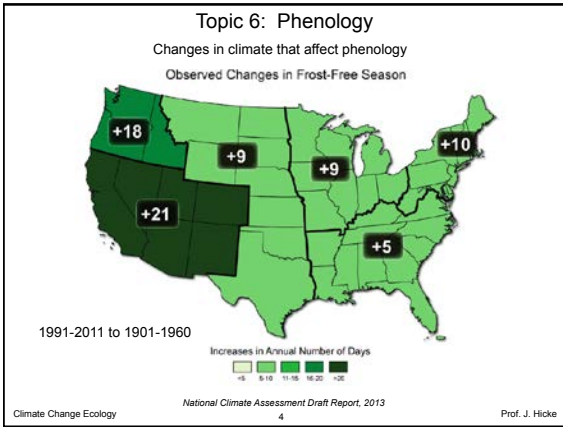 Topic 6: Phenology
Changes in climate that affect phenology
Observed Changes in Frost-Free Season
+18
+9
+9
+10
+21
+5
1991-2011 to 1901-1960
Increases in Annual Number of Days
<5 5-10 11-15 16-20 >20
National Climate Assessment Draft Report, 2013
Climate Change Ecology 4 Prof. J. Hicke